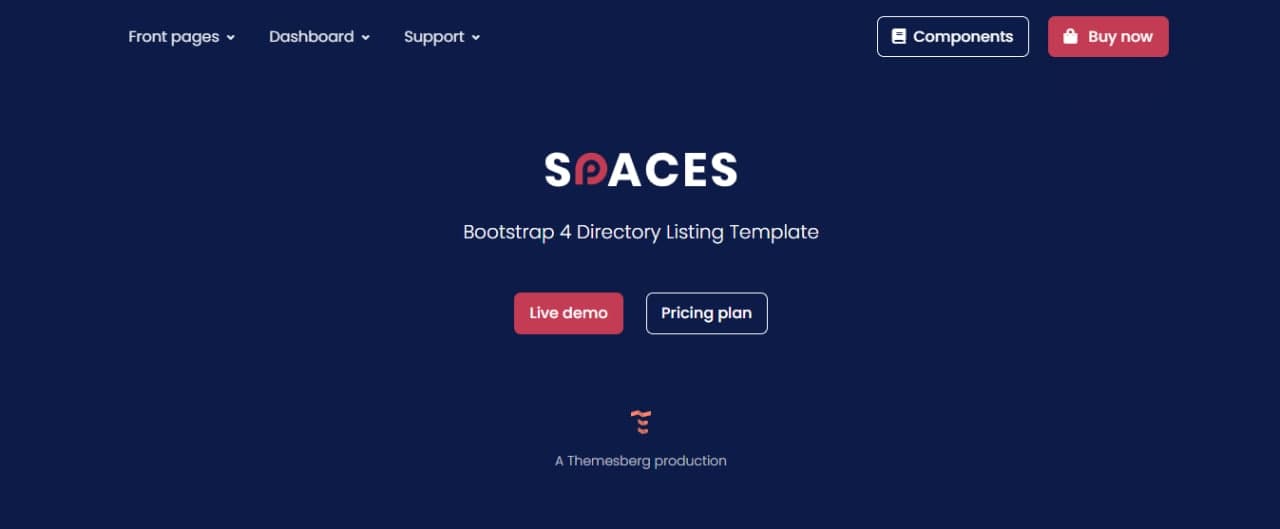 Front pages Dashboard Support Components Buy now
SPACES
Bootstrap 4 Directory Listing Template
Live demo Pricing plan
A Themesberg production